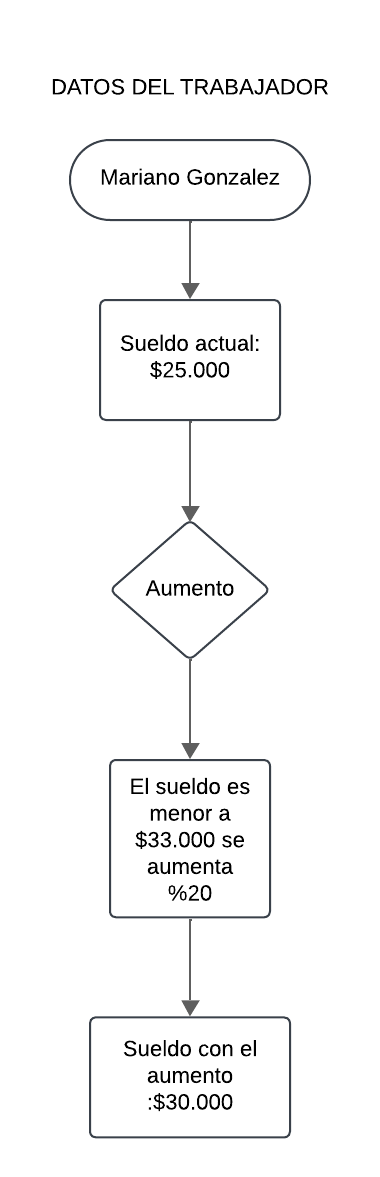 DATOS DEL TRABAJADOR
Mariano Gonzalez
Sueldo actual:
$25.000
Aumento
El sueldo es
menor a
$33.000 se
aumenta
%20
Sueldo con el
aumento
:$30.000